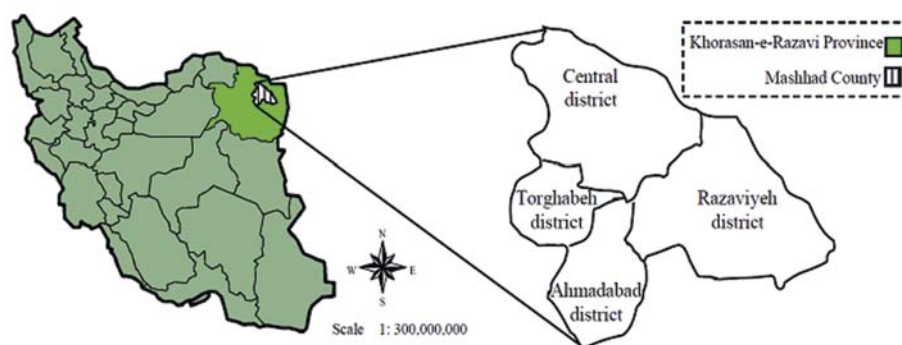 Khorasan-e-Razavi Province
Mashhad County
Central
district
Torghabeh
district
Razaviyeh
district
Ahmadabad
district
N
W E
S
Scale 1: 300,000,000